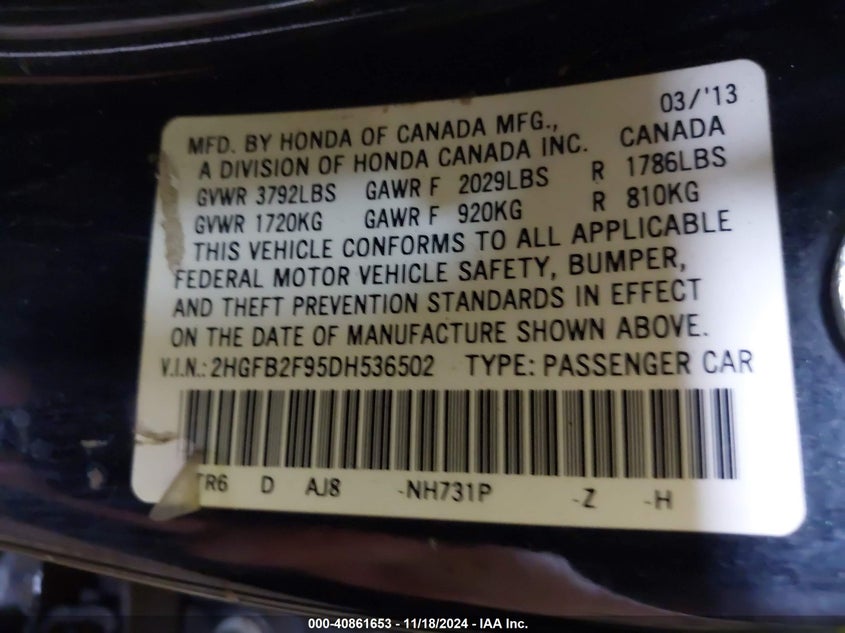 03/'13
MFD. BY HONDA OF CANADA MFG.,
A DIVISION OF HONDA CANADA INC. CANADA
GVWR 3792LBS GAWR F 2029LBS R 1786LBS
GVWR 1720KG GAWR F 920KG R 810KG
THIS VEHICLE CONFORMS TO ALL APPLICABLE
FEDERAL MOTOR VEHICLE SAFETY, BUMPER,
AND THEFT PREVENTION STANDARDS IN EFFECT
ON THE DATE OF MANUFACTURE SHOWN ABOVE.
V.I.N.: 2HGFB2F95DH536502 TYPE: PASSENGER CAR
TR6 D AJ8 -NH731P -Z -H
000-40861653 - 11/18/2024 - IAA Inc.